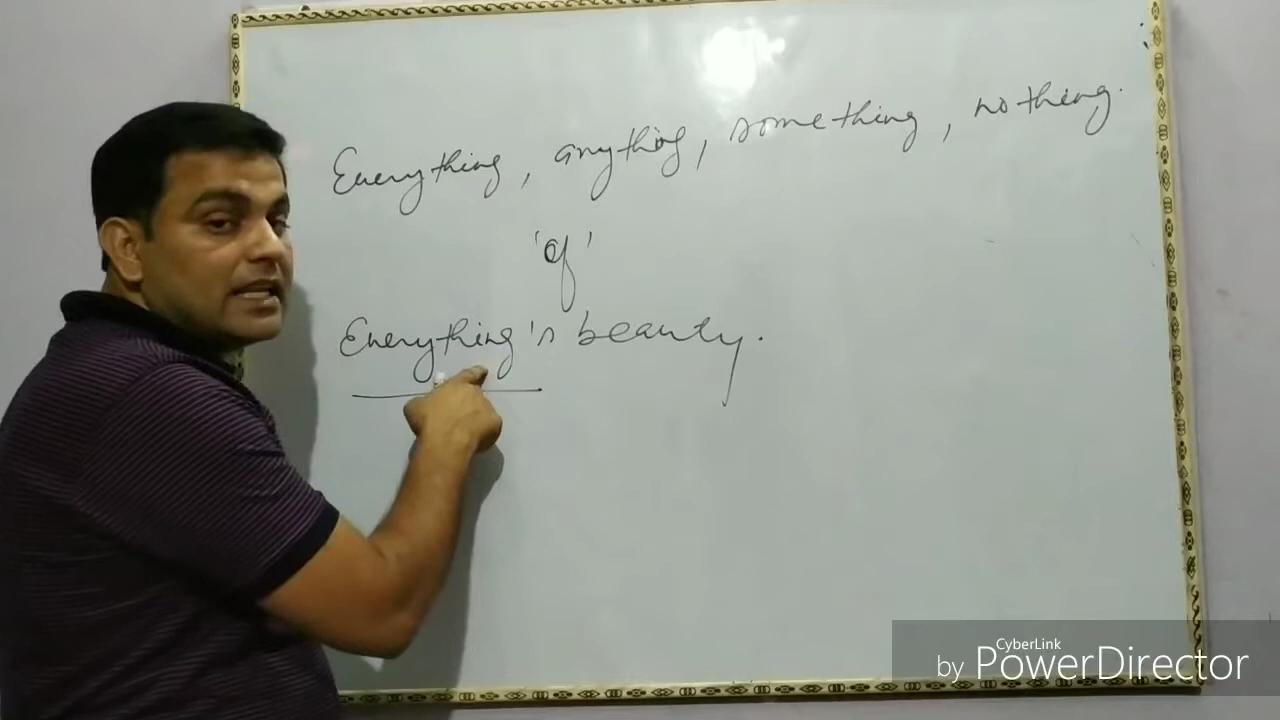 Everything, anything, something, nothing.
'of'
Everything's beauty.
CyberLink
by PowerDirector